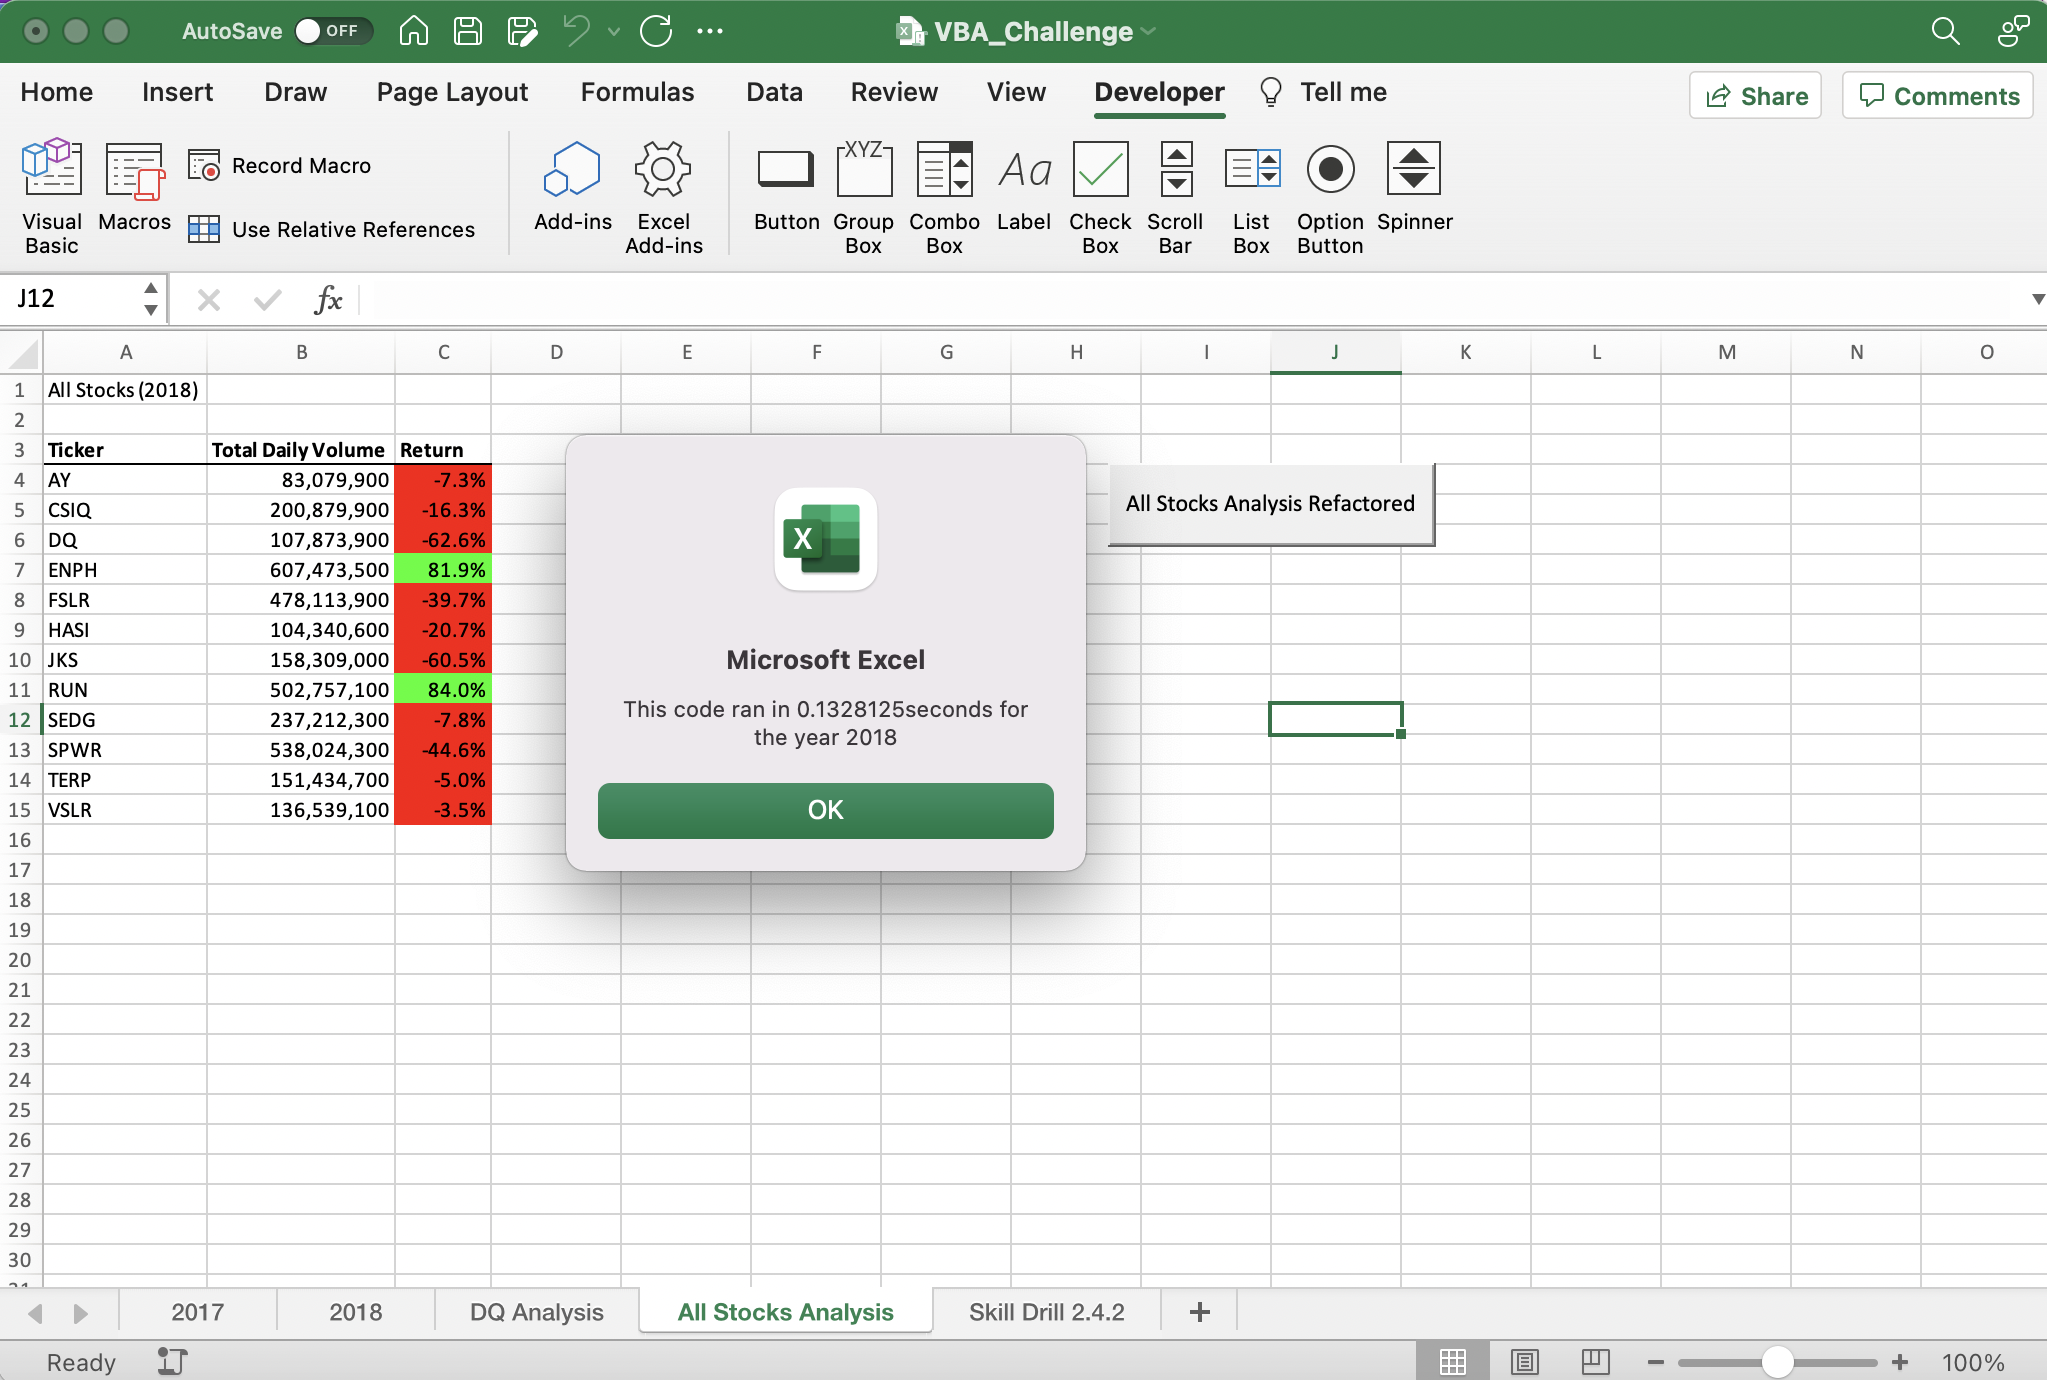 AutoSave OFF VBA_Challenge
Home Insert Draw Page Layout Formulas Data Review View Developer Tell me Share Comments
Visual Basic Macros Record Macro Use Relative References Add-ins Excel Add-ins Button Group Box Combo Box Label Check Box Scroll Bar List Box Option Button Spinner
XYZ Aa
J12 fx
A B C D E F G H I J K L M N O
1 All Stocks (2018)
2
3 Ticker Total Daily Volume Return
4 AY 83,079,900 -7.3%
5 CSIQ 200,879,900 -16.3%
6 DQ 107,873,900 -62.6%
7 ENPH 607,473,500 81.9%
8 FSLR 478,113,900 -39.7%
9 HASI 104,340,600 -20.7%
10 JKS 158,309,000 -60.5%
11 RUN 502,757,100 84.0%
12 SEDG 237,212,300 -7.8%
13 SPWR 538,024,300 -44.6%
14 TERP 151,434,700 -5.0%
15 VSLR 136,539,100 -3.5%
16
17
18
19
20
21
22
23
24
25
26
27
28
29
30
All Stocks Analysis Refactored
X
Microsoft Excel
This code ran in 0.1328125seconds for
the year 2018
OK
2017 2018 DQ Analysis All Stocks Analysis Skill Drill 2.4.2 +
Ready 100%